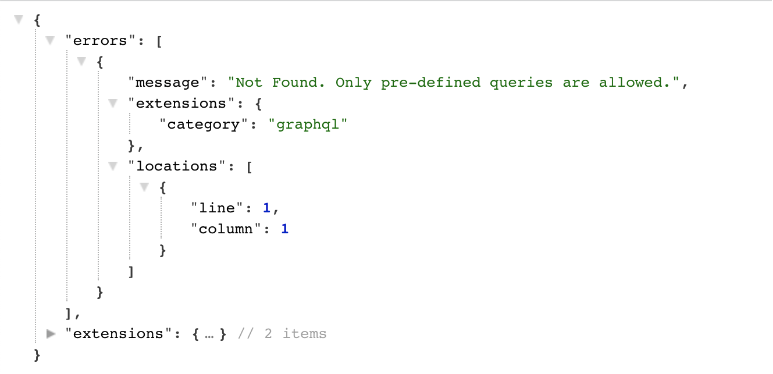 {
"errors": [
{
"message": "Not Found. Only pre-defined queries are allowed.",
"extensions": {
"category": "graphql"
},
"locations": [
{
"line": 1,
"column": 1
}
]
}
],
"extensions": { … } // 2 items
}